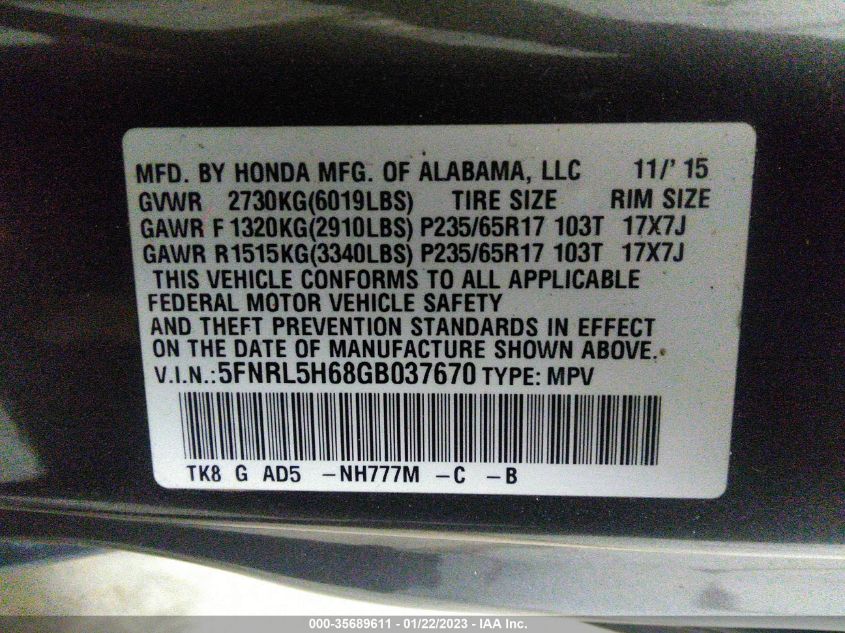 MFD. BY HONDA MFG. OF ALABAMA, LLC 11/' 15
GVWR 2730KG(6019LBS) TIRE SIZE RIM SIZE
GAWR F 1320KG(2910LBS) P235/65R17 103T 17X7J
GAWR R1515KG(3340LBS) P235/65R17 103T 17X7J
THIS VEHICLE CONFORMS TO ALL APPLICABLE
FEDERAL MOTOR VEHICLE SAFETY
AND THEFT PREVENTION STANDARDS IN EFFECT
ON THE DATE OF MANUFACTURE SHOWN ABOVE.
V.I.N.: 5FNRL5H68GB037670 TYPE: MPV
TK8 G AD5 -NH777M -C -B
000-35689611 - 01/22/2023 - IAA Inc.